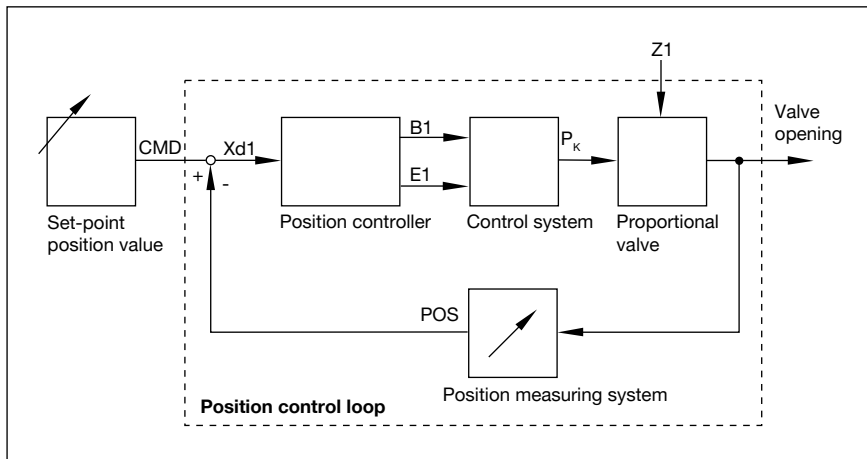 Z1
Valve
opening
B1
CMD
Xd1
P_K
E1
+
-
Set-point
position value
Position controller
Control system
Proportional
valve
POS
Position measuring system
Position control loop